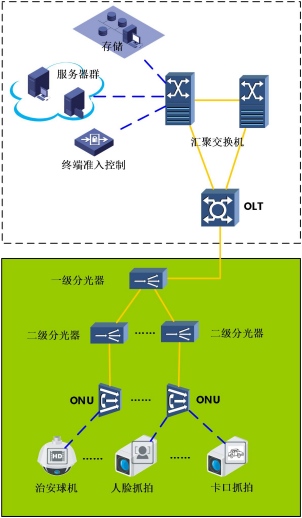 存储
服务器群
终端准入控制
汇聚交换机
OLT
一级分光器
二级分光器
......
二级分光器
ONU
......
ONU
HD
......
......
治安球机
人脸抓拍
卡口抓拍